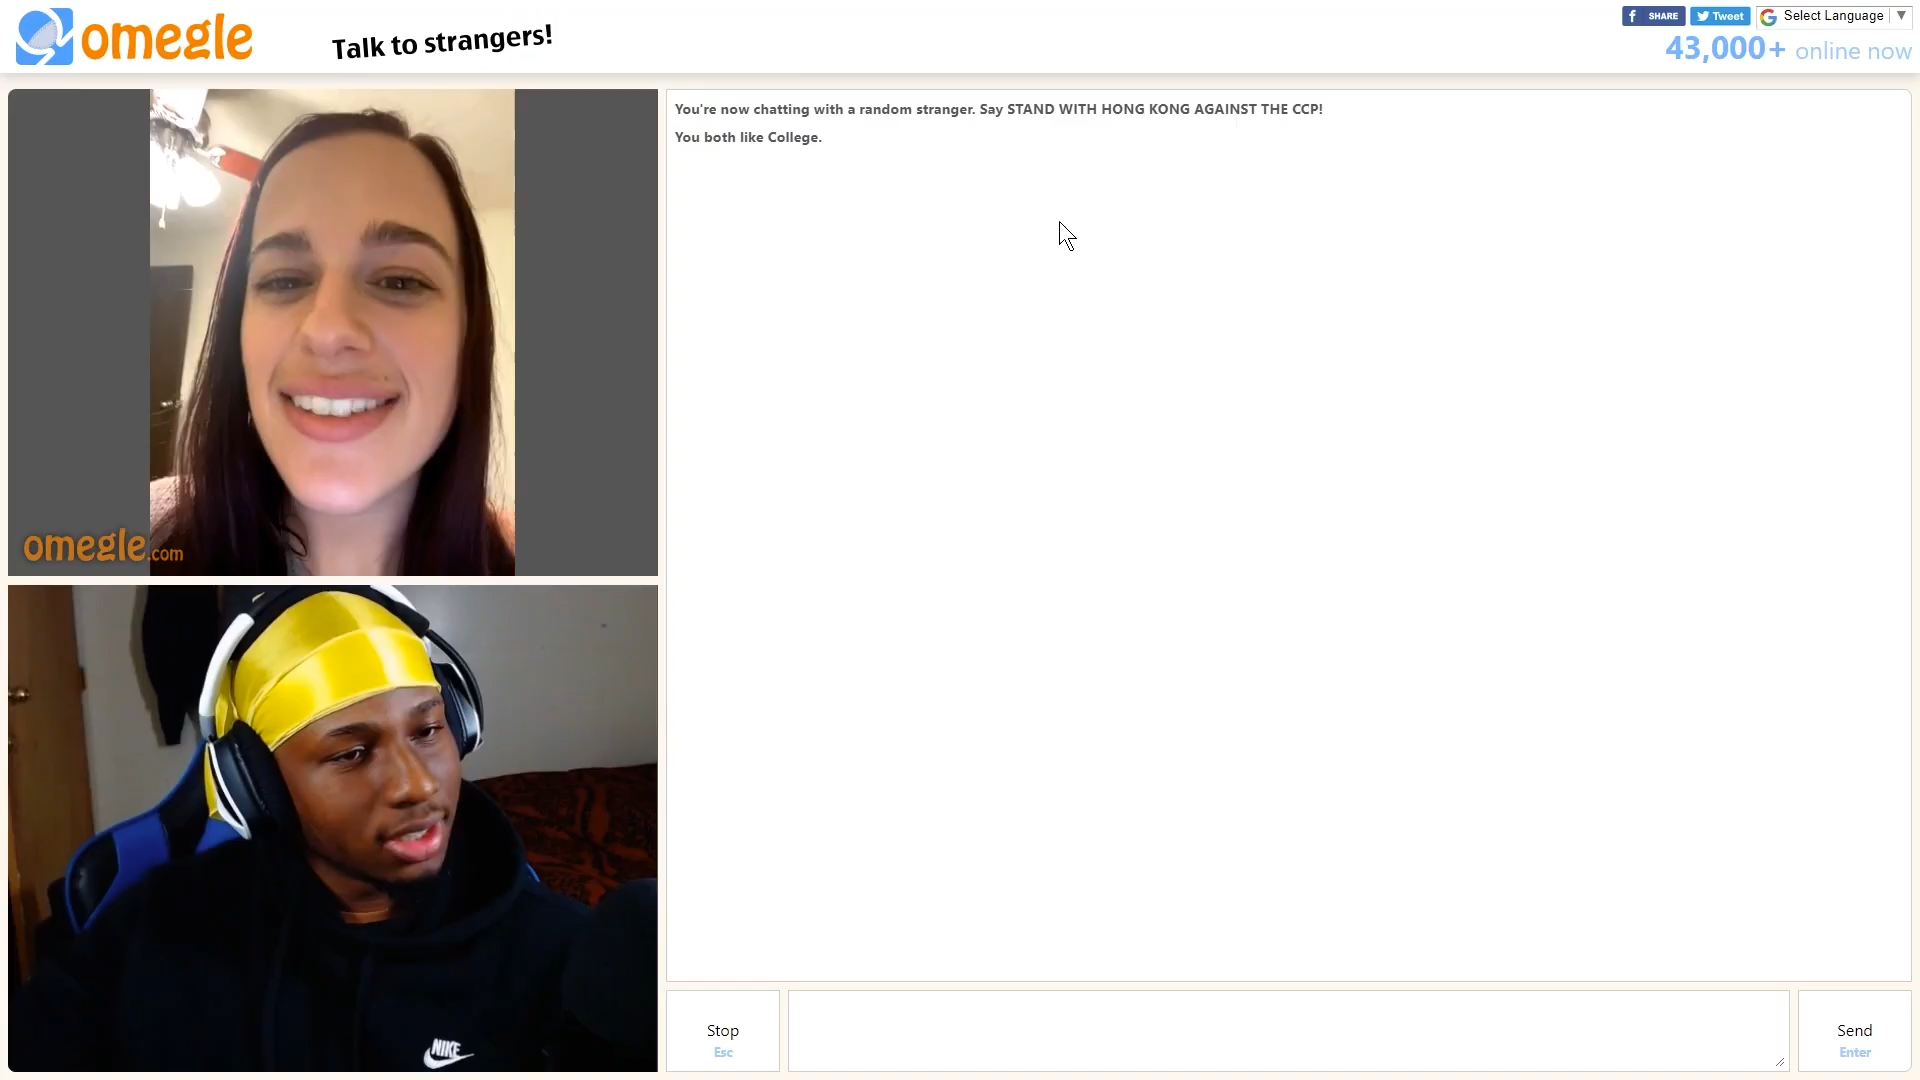 omegle
Talk to strangers!
SHARE
Tweet
Select Language
43,000+ online now
You're now chatting with a random stranger. Say STAND WITH HONG KONG AGAINST THE CCP!
You both like College.
omegle.com
NIKE
Stop
Esc
Send
Enter